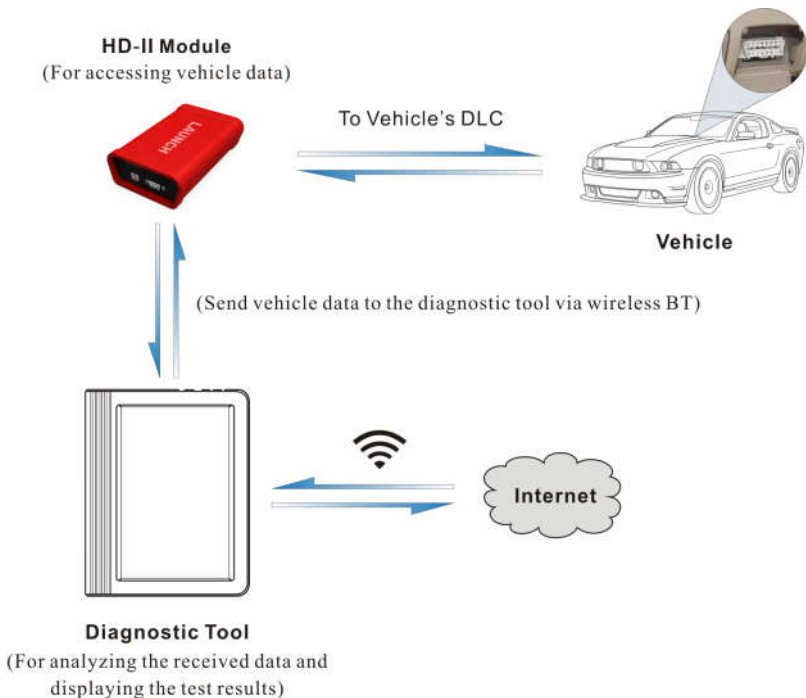 HD-II Module
(For accessing vehicle data)
LAUNCH
To Vehicle's DLC
Vehicle
(Send vehicle data to the diagnostic tool via wireless BT)
Internet
Diagnostic Tool
(For analyzing the received data and
displaying the test results)